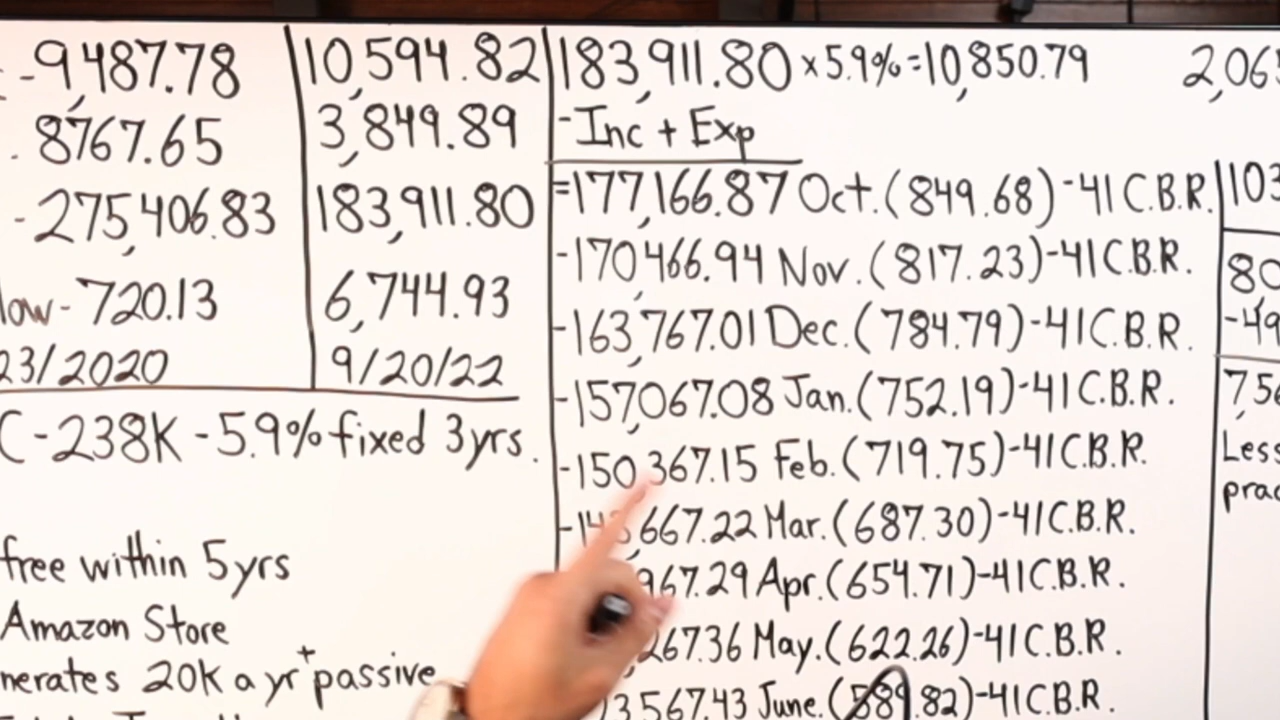 -9,487.78
8767.65
-275,406.83
-720.13
/2020
10,594.82
3,849.89
183,911.80
6,744.93
9/20/22
-238K -5.9% fixed 3yrs.
free within 5yrs
Amazon Store
20k a yr+ passive
183,911.80 x 5.9% = 10,850.79
-Inc + Exp
=177,166.87 Oct. (849.68) -41 C.B.R.
-170,466.94 Nov. (817.23) -41 C.B.R.
-163,767.01 Dec. (784.79) -41 C.B.R.
-157,067.08 Jan. (752.19) -41 C.B.R.
-150,367.15 Feb. (719.75) -41 C.B.R.
667.22 Mar. (687.30) -41 C.B.R.
967.29 Apr. (654.71) -41 C.B.R.
267.36 May. (622.26) -41 C.B.R.
3,567.43 June. (589.82) -41 C.B.R.
2,06
103
80
-49
7,56
Less